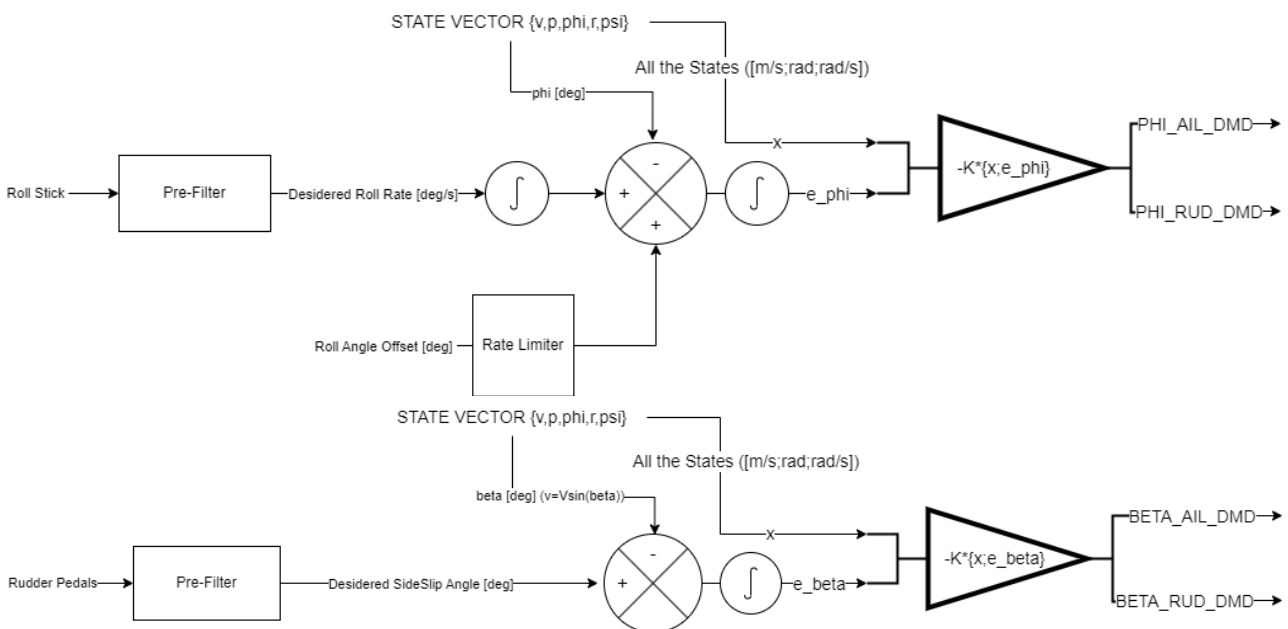 STATE VECTOR {v,p,phi,r,psi}
All the States ([m/s;rad;rad/s])
phi [deg]
PHI_AIL_DMD
-
x
Roll Stick
Pre-Filter
Desidered Roll Rate [deg/s]
∫
+
∫
e_phi
-K*{x;e_phi}
+
PHI_RUD_DMD
Roll Angle Offset [deg]
Rate Limiter
STATE VECTOR {v,p,phi,r,psi}
All the States ([m/s;rad;rad/s])
beta [deg] (v=Vsin(beta))
BETA_AIL_DMD
x
-
-K*{x;e_beta}
Rudder Pedals
Pre-Filter
Desidered SideSlip Angle [deg]
+
∫
e_beta
BETA_RUD_DMD